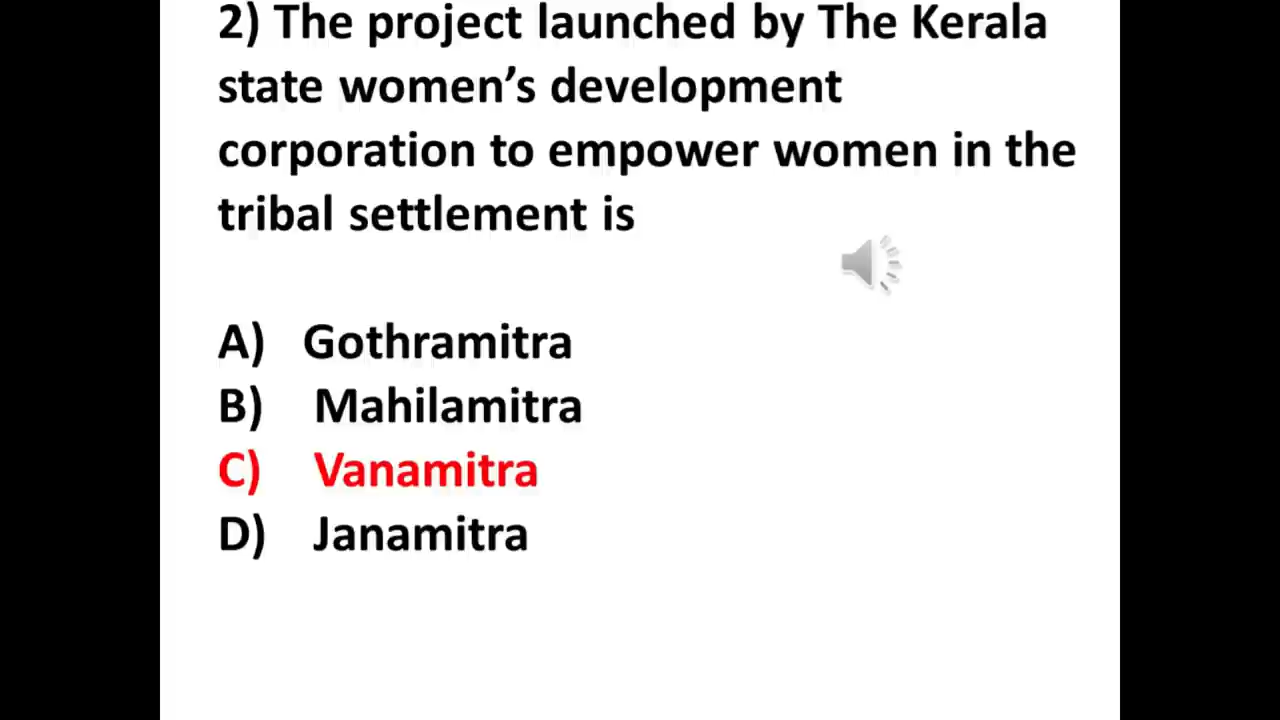 2) The project launched by The Kerala
state women’s development
corporation to empower women in the
tribal settlement is
A) Gothramitra
B) Mahilamitra
C) Vanamitra
D) Janamitra